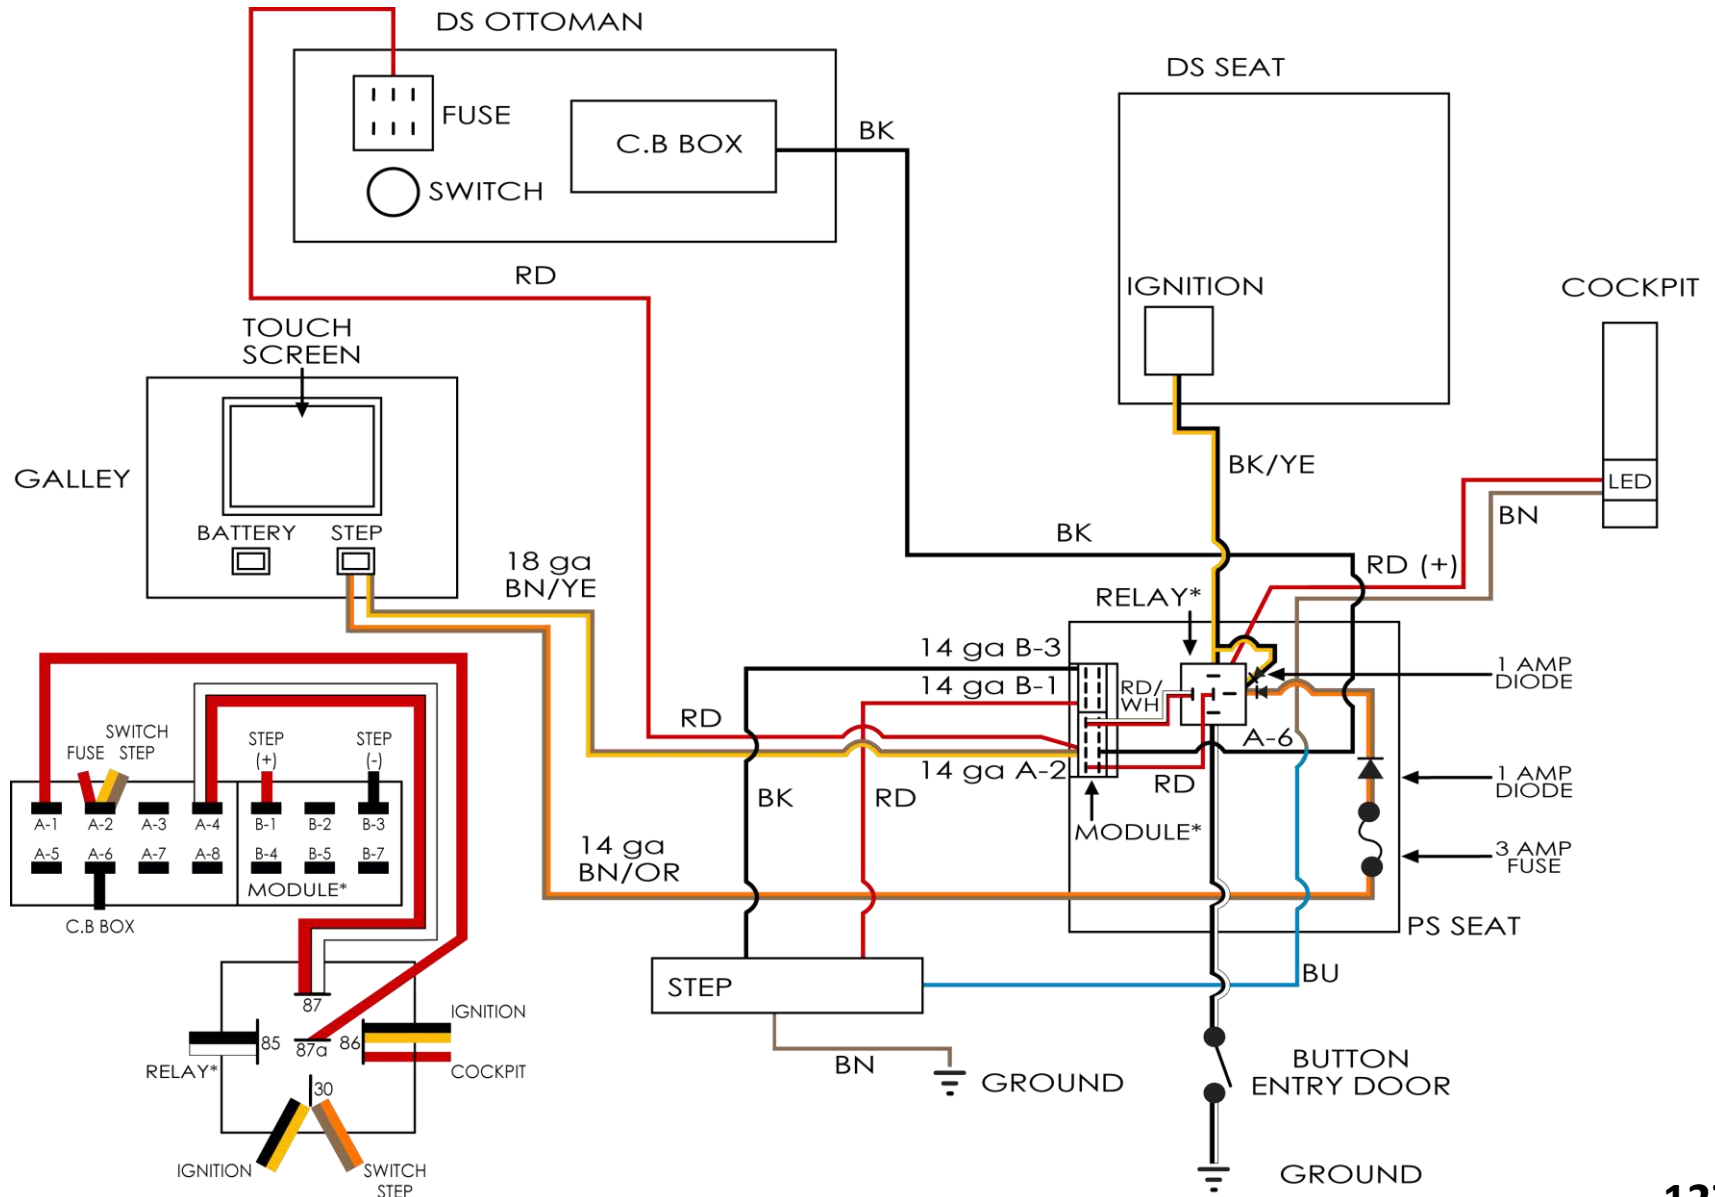 DS OTTOMAN
DS SEAT
FUSE
C.B BOX
BK
SWITCH
RD
IGNITION
COCKPIT
TOUCH
SCREEN
GALLEY
BATTERY
STEP
BK/YE
LED
BN
BK
RD (+)
18 ga
BN/YE
RELAY*
14 ga B-3
14 ga B-1
RD/
WH
1 AMP
DIODE
RD
A-6
14 ga A-2
RD
BK
RD
MODULE*
1 AMP
DIODE
3 AMP
FUSE
14 ga
BN/OR
PS SEAT
SWITCH
STEP
FUSE
STEP
(+)
STEP
(-)
A-1
A-2
A-3
A-4
B-1
B-2
B-3
A-5
A-6
A-7
A-8
B-4
B-5
B-7
MODULE*
C.B BOX
STEP
BU
87
IGNITION
85
87a
86
RELAY*
COCKPIT
30
IGNITION
SWITCH
STEP
BN
GROUND
BUTTON
ENTRY DOOR
GROUND